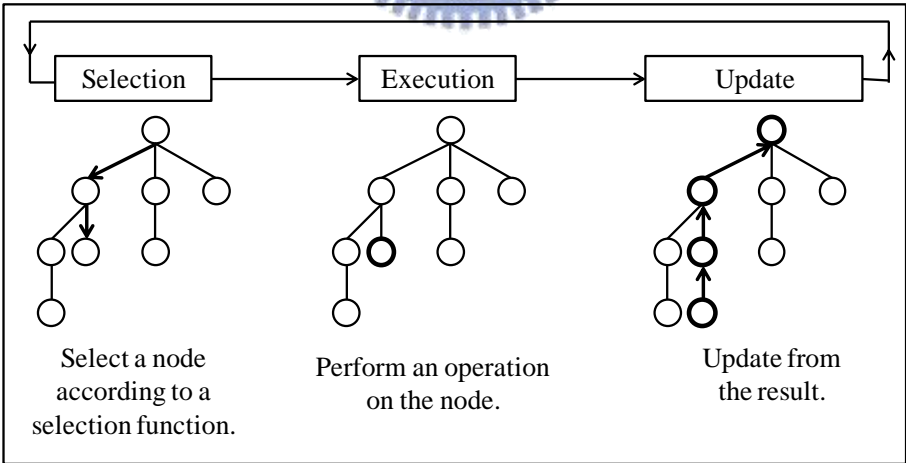 Selection
Execution
Update
Select a node
according to a
selection function.
Perform an operation
on the node.
Update from
the result.